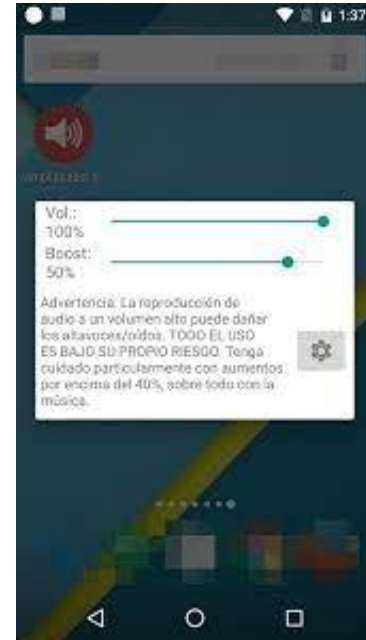 1:37
Vol.:
100%
Boost:
50%
Advertencia: La reproducción de
audio a un volumen alto puede dañar
los altavoces/oídos. TODO EL USO
ES BAJO SU PROPIO RIESGO. Tenga
cuidado particularmente con aumentos
por encima del 40%, sobre todo con la
música.